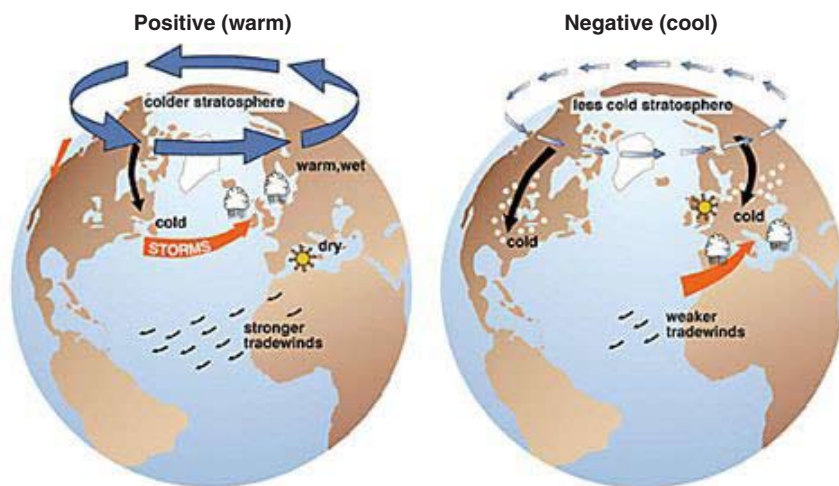 Positive (warm)
colder stratosphere
warm,wet
cold
STORMS
dry
stronger
tradewinds
Negative (cool)
less cold stratosphere
cold
cold
weaker
tradewinds